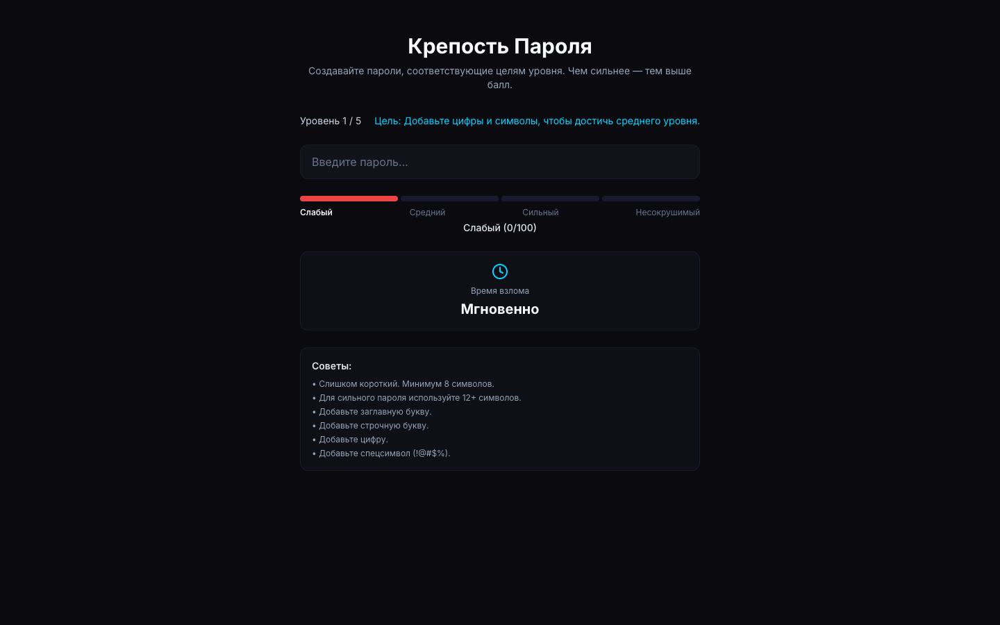 Крепость Пароля
Создавайте пароли, соответствующие целям уровня. Чем сильнее — тем выше
балл.
Уровень 1 / 5
Цель: Добавьте цифры и символы, чтобы достичь среднего уровня.
Введите пароль...
Слабый
Средний
Сильный
Несокрушимый
Слабый (0/100)
Время взлома
Мгновенно
Советы:
• Слишком короткий. Минимум 8 символов.
• Для сильного пароля используйте 12+ символов.
• Добавьте заглавную букву.
• Добавьте строчную букву.
• Добавьте цифру.
• Добавьте спецсимвол (!@#$%).